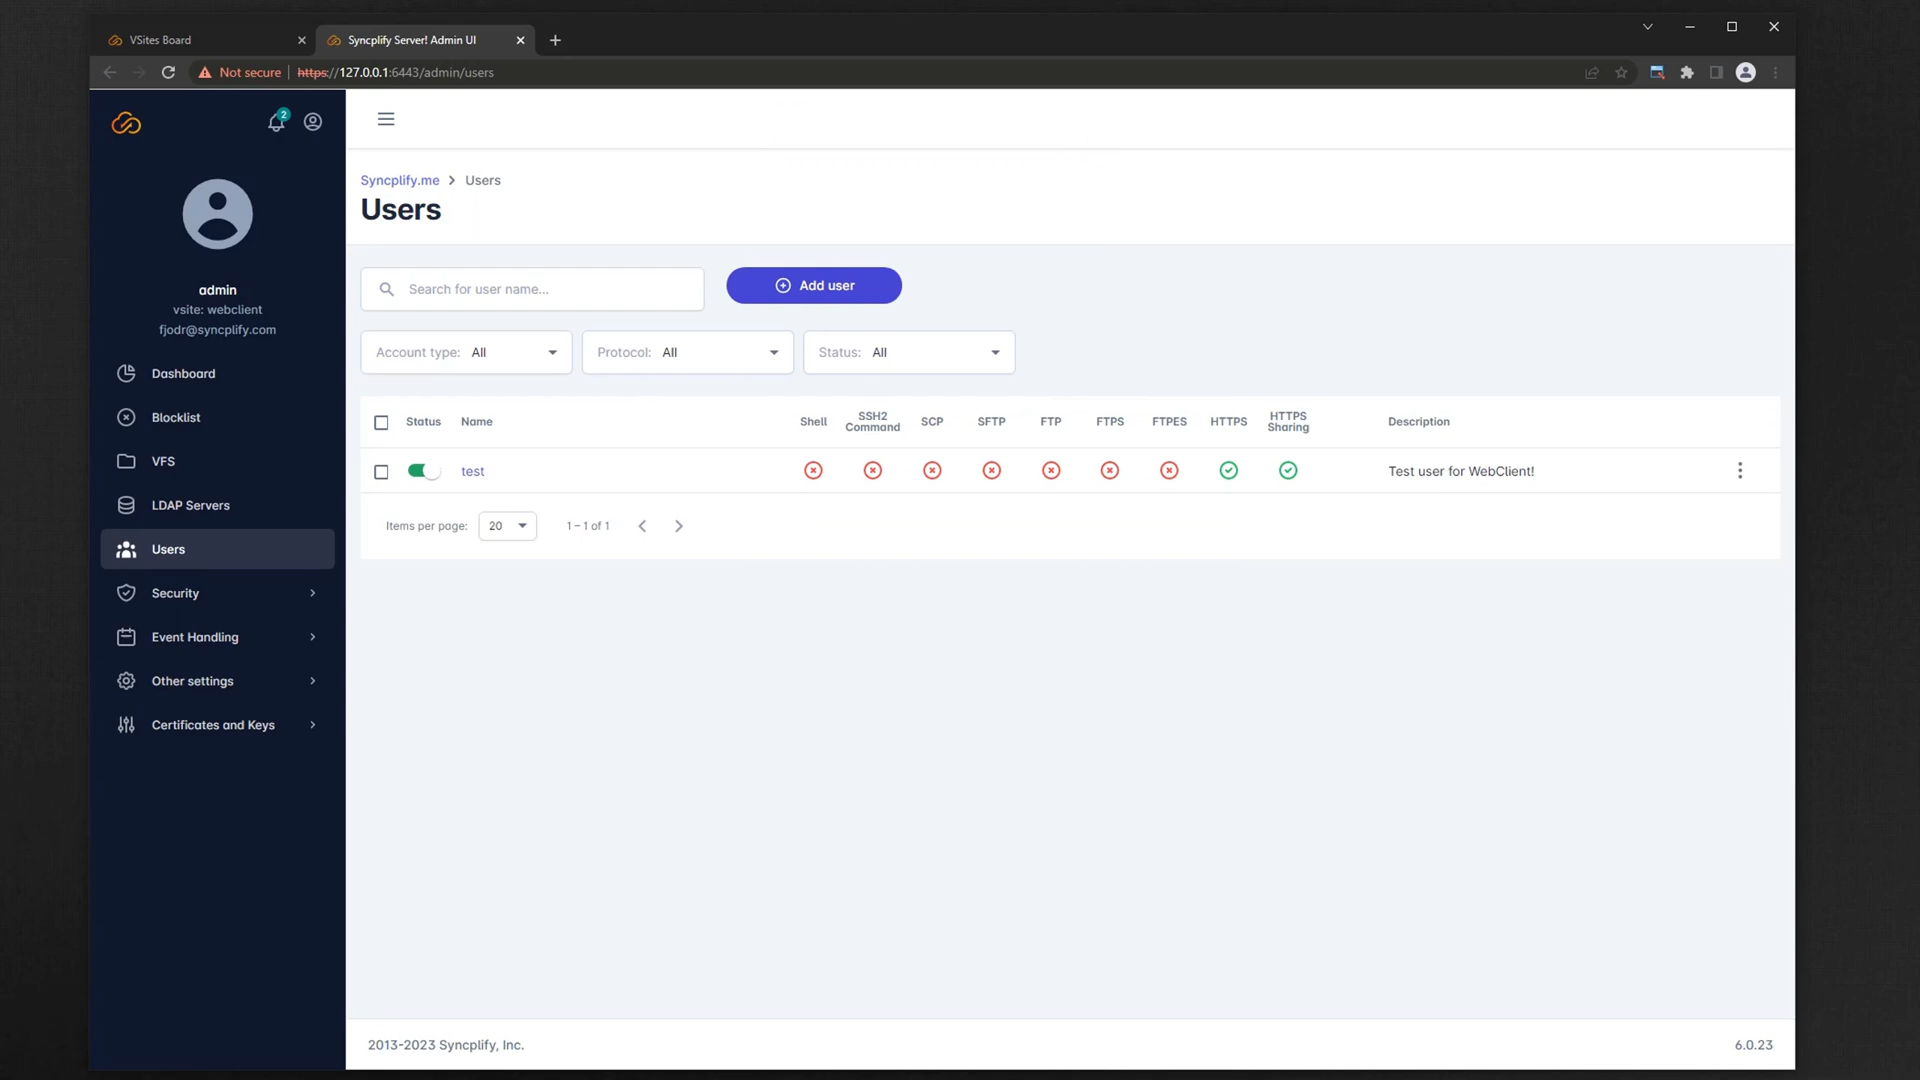 VSites Board
Syncplify Server! Admin UI
Not secure
https://127.0.0.1:6443/admin/users
2
admin
vsite: webclient
fjodr@syncplify.com
Dashboard
Blocklist
VFS
LDAP Servers
Users
Security
Event Handling
Other settings
Certificates and Keys
Syncplify.me > Users
Users
Search for user name...
Add user
Account type: All
Protocol: All
Status: All
Status Name Shell SSH2 Command SCP SFTP FTP FTPS FTPES HTTPS HTTPS Sharing Description
test Test user for WebClient!
Items per page: 20 1 – 1 of 1
2013-2023 Syncplify, Inc.
6.0.23